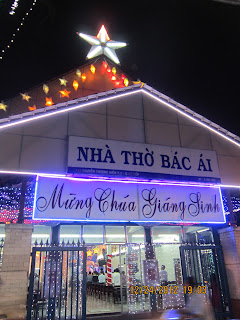 NHÀ THỜ BÁC ÁI
Mừng Chúa Giáng Sinh